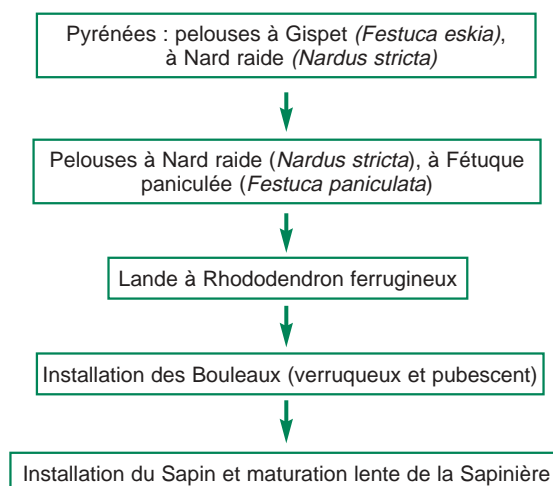 Pyrénées : pelouses à Gispet (Festuca eskia),
à Nard raide (Nardus stricta)
Pelouses à Nard raide (Nardus stricta), à Fétuque
paniculée (Festuca paniculata)
Lande à Rhododendron ferrugineux
Installation des Bouleaux (verruqueux et pubescent)
Installation du Sapin et maturation lente de la Sapinière